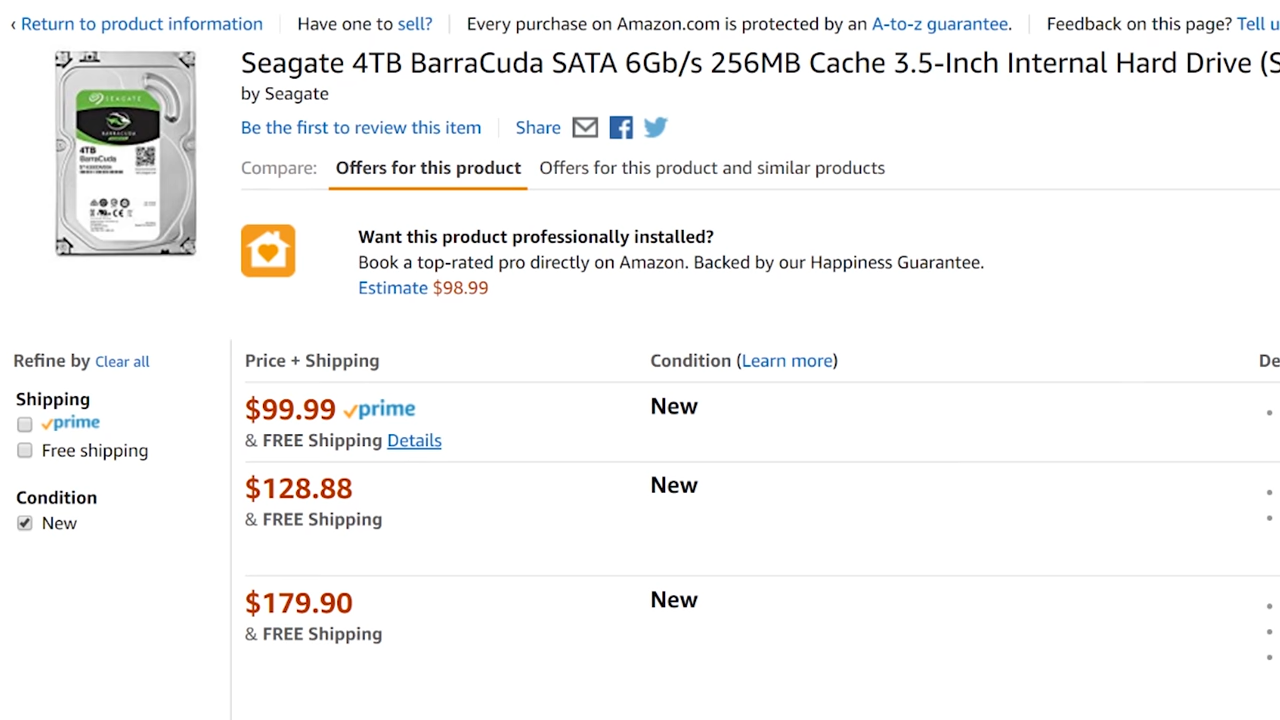 ‹ Return to product information
Have one to sell?
Every purchase on Amazon.com is protected by an A-to-z guarantee.
Feedback on this page? Tell u
SEAGATE
BARRACUDA
4TB
BarraCuda
Seagate 4TB BarraCuda SATA 6Gb/s 256MB Cache 3.5-Inch Internal Hard Drive (S
by Seagate
Be the first to review this item
Share
Compare:
Offers for this product
Offers for this product and similar products
Want this product professionally installed?
Book a top-rated pro directly on Amazon. Backed by our Happiness Guarantee.
Estimate $98.99
Refine by Clear all
Shipping
prime
Free shipping
Condition
New
Price + Shipping
Condition (Learn more)
De
$99.99 prime
New
& FREE Shipping Details
$128.88
New
& FREE Shipping
$179.90
New
& FREE Shipping